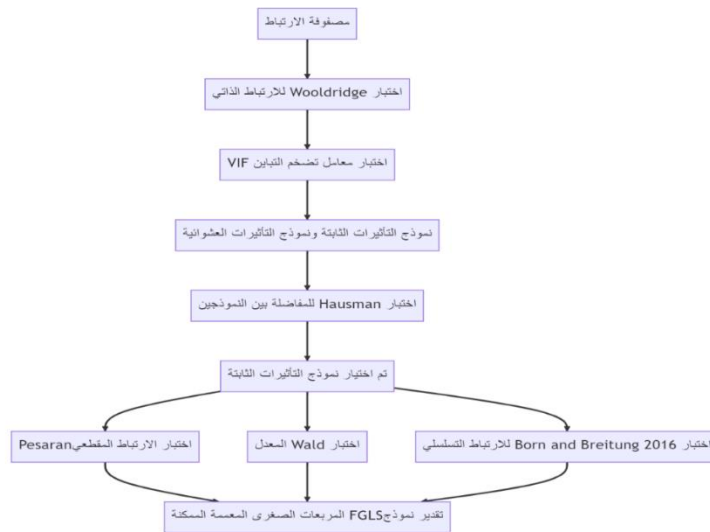 مصفوفة الارتباط
اختبار Wooldridge للارتباط الذاتي
اختبار معامل تضخم التباين VIF
نموذج التأثيرات الثابتة ونموذج التأثيرات العشوائية
اختبار Hausman للمفاضلة بين النموذجين
تم اختيار نموذج التأثيرات الثابتة
اختبار الارتباط المقطعيPesaran
اختبار Wald المعدل
اختبار Born and Breitung 2016 للارتباط التسلسلي
تقدير نموذجFGLS المربعات الصغرى المعممة الممكنة